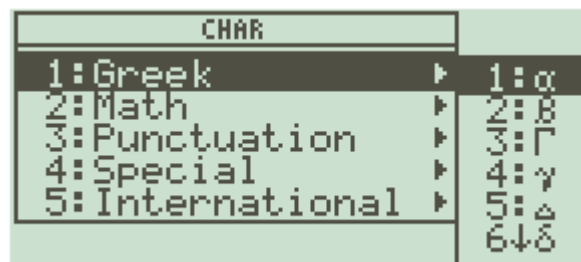 CHAR
1:Greek ▶ 1:α
2:Math ▶ 2:β
3:Punctuation ▶ 3:Γ
4:Special ▶ 4:γ
5:International ▶ 5:Δ
6↓δ